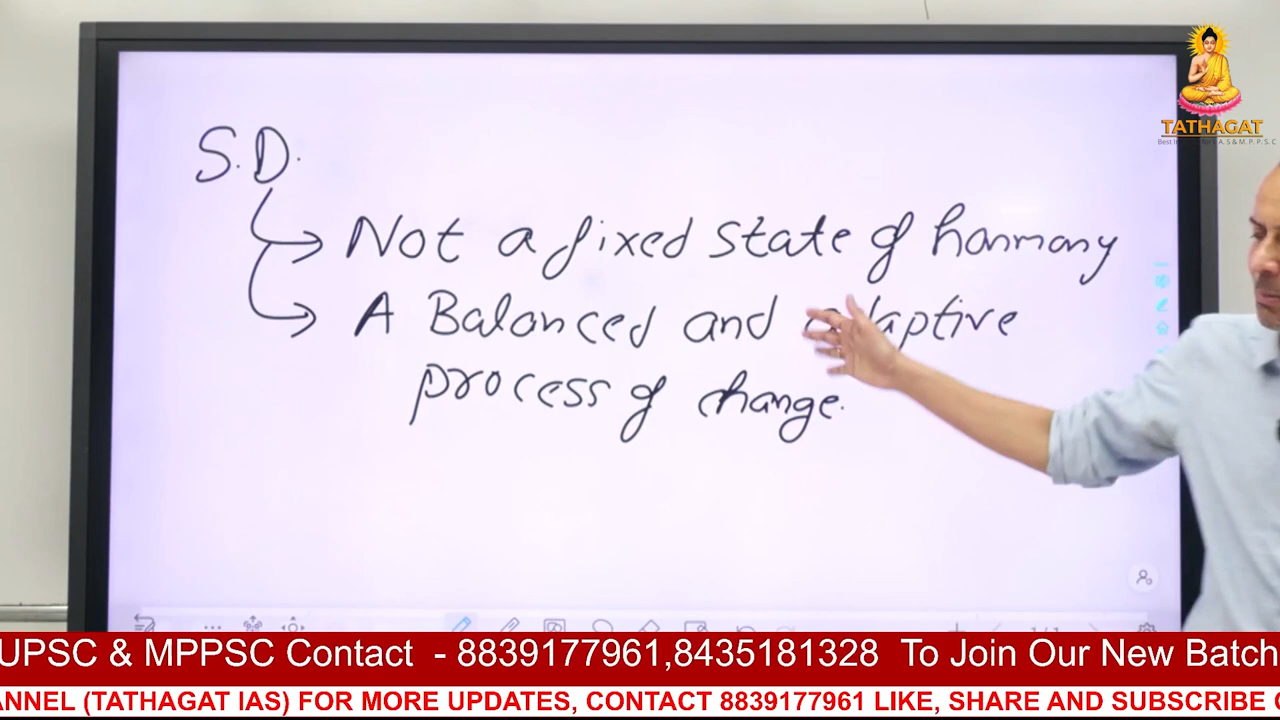 TATHAGAT
S.D.
Not a fixed state of harmony
A Balanced and adaptive
process of change.
UPSC & MPPSC Contact - 8839177961,8435181328 To Join Our New Batch
ANNEL (TATHAGAT IAS) FOR MORE UPDATES, CONTACT 8839177961 LIKE, SHARE AND SUBSCRIBE